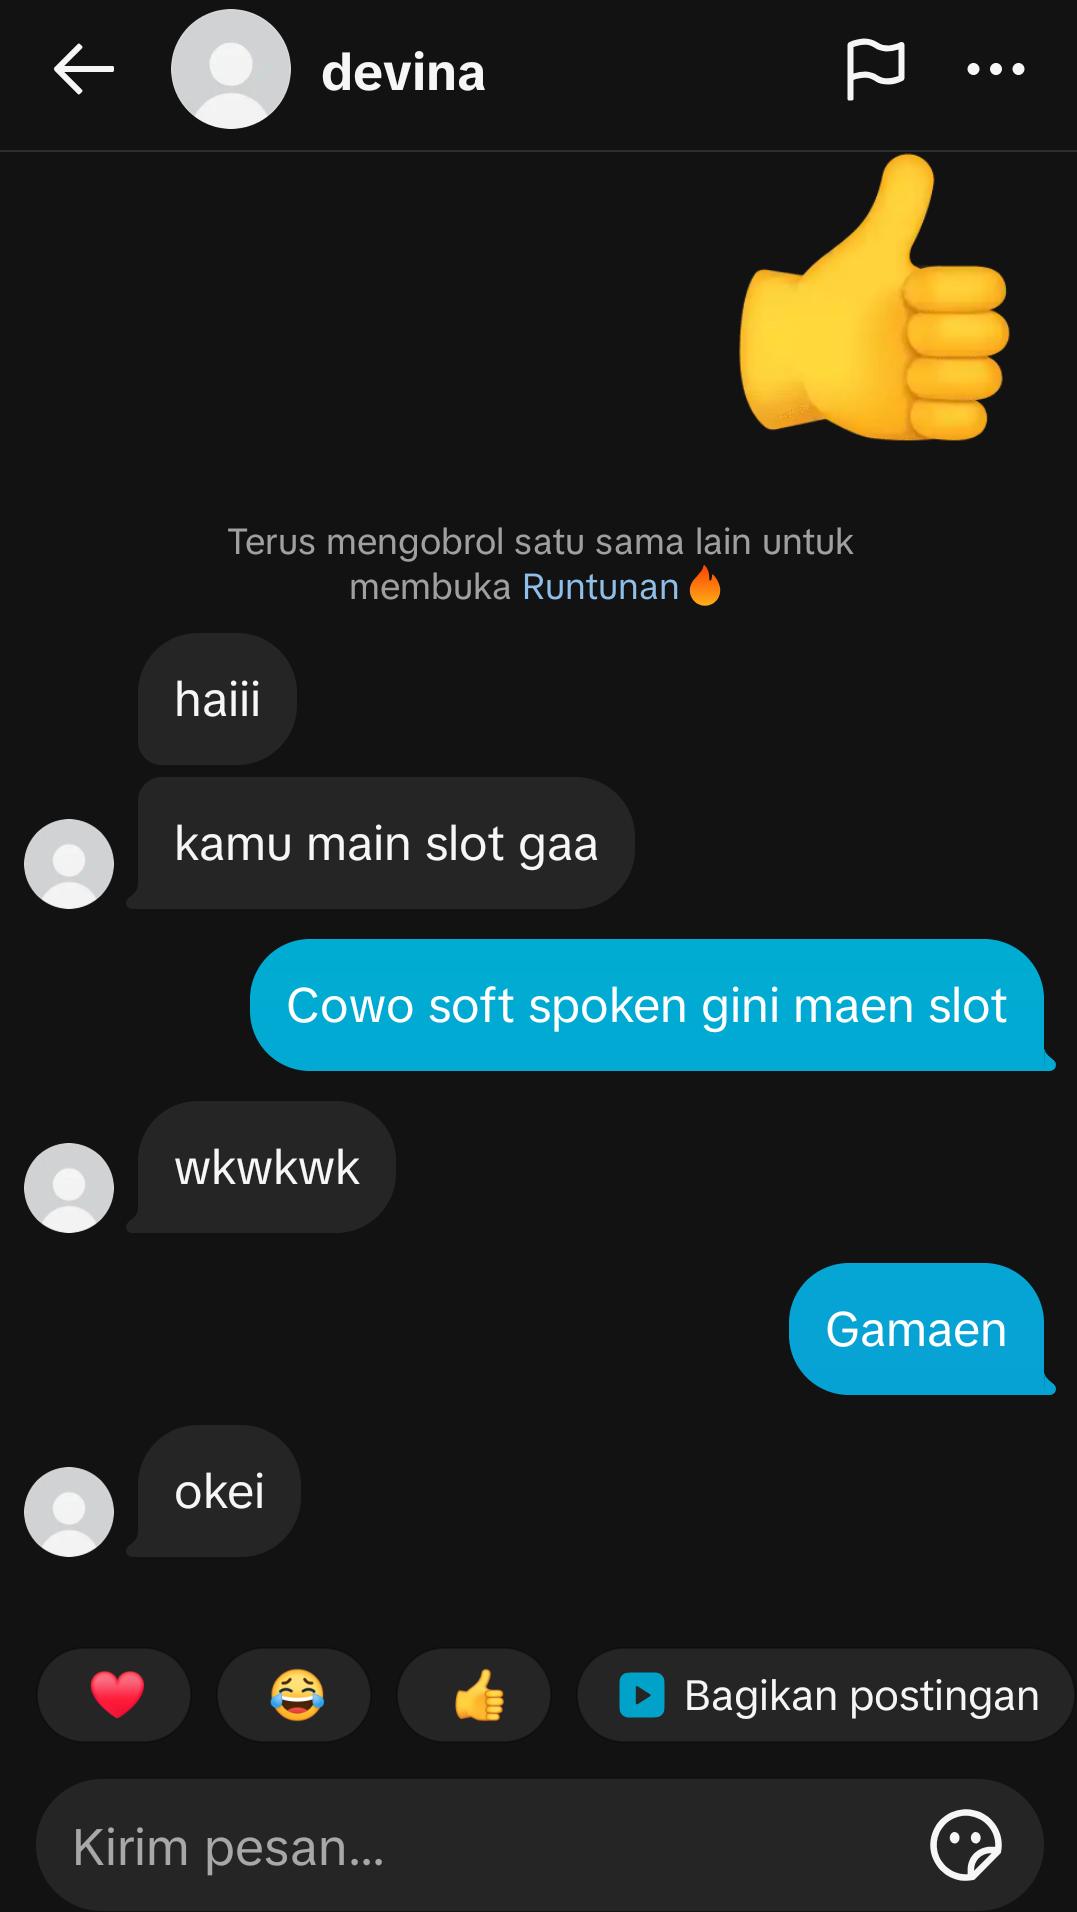 devina
Terus mengobrol satu sama lain untuk
membuka Runtunan 🔥
haiii
kamu main slot gaa
Cowo soft spoken gini maen slot
wkwkwk
Gamaen
okei
Bagikan postingan
Kirim pesan...